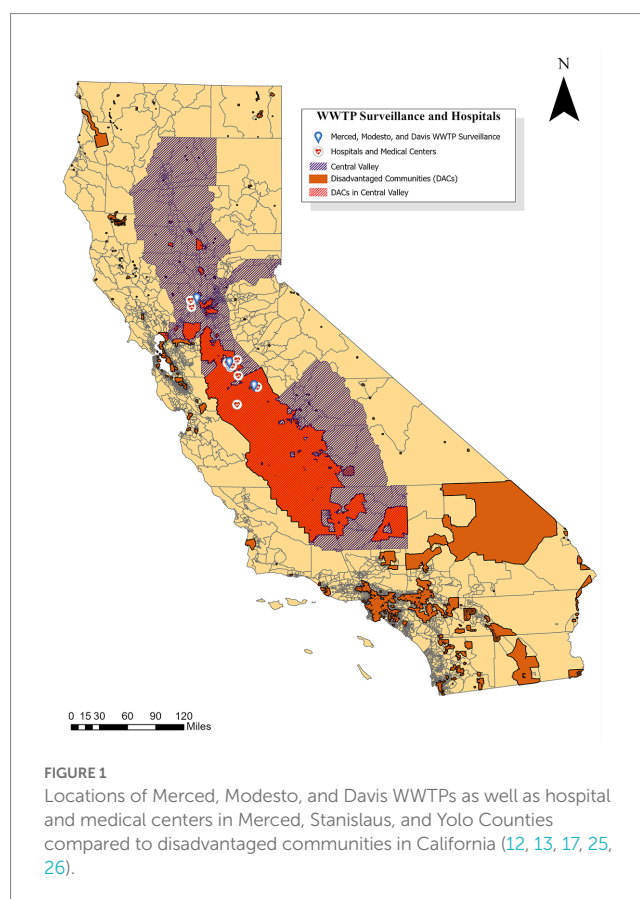 N
WWTP Surveillance and Hospitals
Merced, Modesto, and Davis WWTP Surveillance
Hospitals and Medical Centers
Central Valley
Disadvantaged Communities (DACs)
DACs in Central Valley
0 15 30 60 90 120
Miles
FIGURE 1
Locations of Merced, Modesto, and Davis WWTPs as well as hospital
and medical centers in Merced, Stanislaus, and Yolo Counties
compared to disadvantaged communities in California (12, 13, 17, 25,
26).